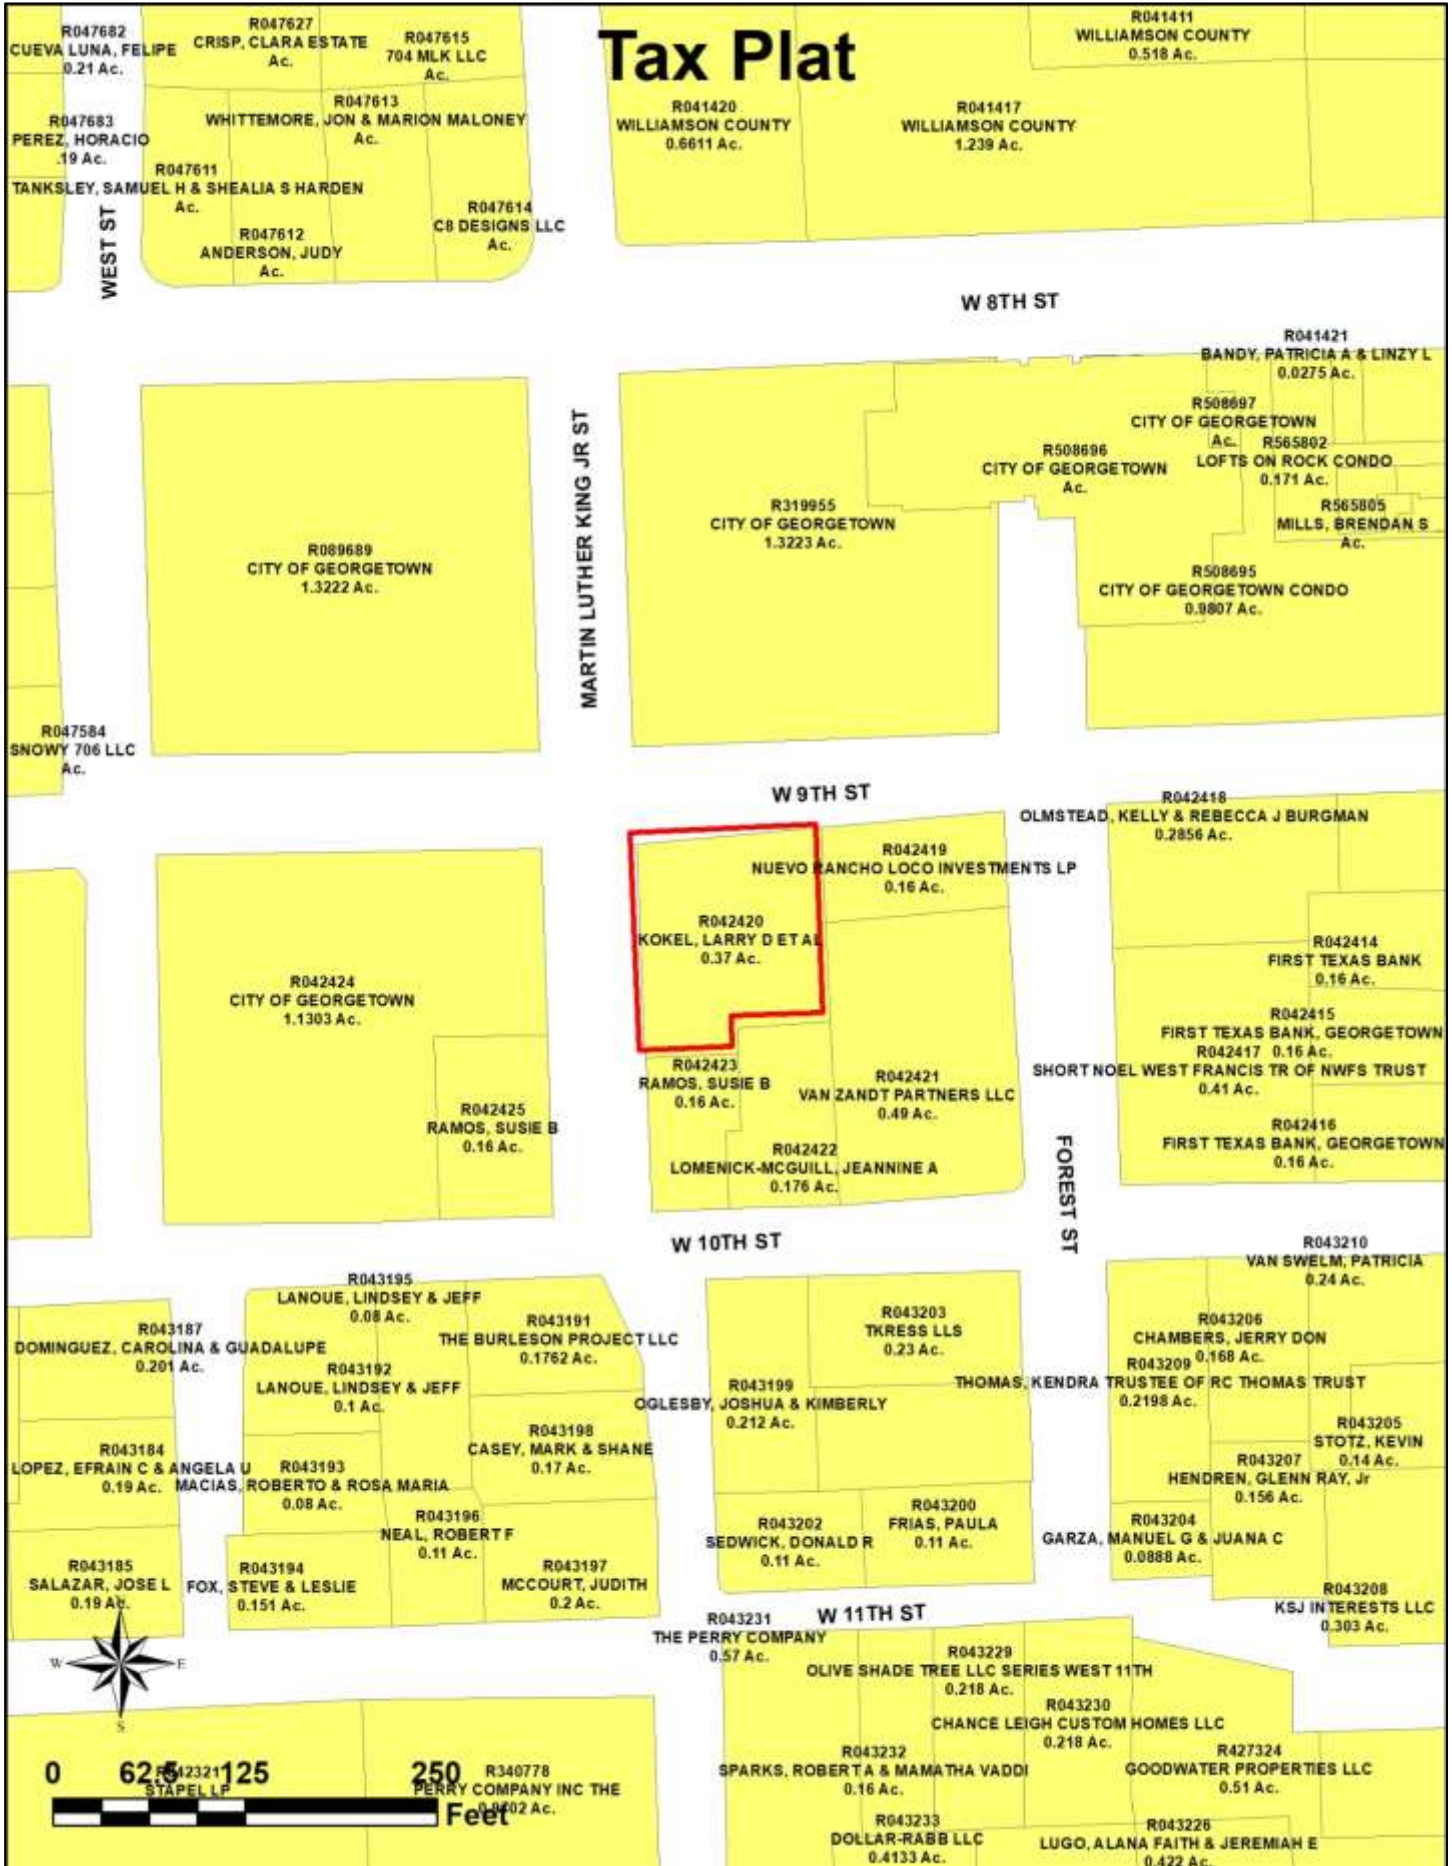 Tax Plat
R047682
CUEVA LUNA, FELIPE
0.21 Ac.
R047627
CRISP, CLARA ESTATE
Ac.
R047615
704 MLK LLC
Ac.
R041411
WILLIAMSON COUNTY
0.518 Ac.
R047683
PEREZ, HORACIO
.19 Ac.
R047613
WHITTEMORE, JON & MARION MALONEY
Ac.
R041420
WILLIAMSON COUNTY
0.6611 Ac.
R041417
WILLIAMSON COUNTY
1.239 Ac.
R047611
TANKSLEY, SAMUEL H & SHEALIA S HARDEN
Ac.
R047612
ANDERSON, JUDY
Ac.
R047614
C8 DESIGNS LLC
Ac.
WEST ST
W 8TH ST
R041421
BANDY, PATRICIA A & LINZY L
0.0275 Ac.
R508697
CITY OF GEORGETOWN
Ac.
R565802
LOFTS ON ROCK CONDO
0.171 Ac.
R508696
CITY OF GEORGETOWN
Ac.
R565805
MILLS, BRENDAN S
Ac.
R319955
CITY OF GEORGETOWN
1.3223 Ac.
R089689
CITY OF GEORGETOWN
1.3222 Ac.
MARTIN LUTHER KING JR ST
R508695
CITY OF GEORGETOWN CONDO
0.9807 Ac.
R047584
SNOWY 706 LLC
Ac.
W 9TH ST
R042418
OLMSTEAD, KELLY & REBECCA J BURGMAN
0.2856 Ac.
R042419
NUEVO RANCHO LOCO INVESTMENTS LP
0.16 Ac.
R042420
KOKEL, LARRY D ET AL
0.37 Ac.
R042414
FIRST TEXAS BANK
0.16 Ac.
R042424
CITY OF GEORGETOWN
1.1303 Ac.
R042415
FIRST TEXAS BANK, GEORGETOWN
R042417 0.16 Ac.
SHORT NOEL WEST FRANCIS TR OF NWFS TRUST
0.41 Ac.
R042423
RAMOS, SUSIE B
0.16 Ac.
R042421
VAN ZANDT PARTNERS LLC
0.49 Ac.
R042425
RAMOS, SUSIE B
0.16 Ac.
R042416
FIRST TEXAS BANK, GEORGETOWN
0.16 Ac.
R042422
LOMENICK-MCGUILL, JEANNINE A
0.176 Ac.
FOREST ST
W 10TH ST
R043210
VAN SWELM, PATRICIA
0.24 Ac.
R043195
LANOUE, LINDSEY & JEFF
0.08 Ac.
R043187
DOMINGUEZ, CAROLINA & GUADALUPE
0.201 Ac.
R043191
THE BURLESON PROJECT LLC
0.1762 Ac.
R043203
TKRESS LLS
0.23 Ac.
R043206
CHAMBERS, JERRY DON
0.168 Ac.
R043192
LANOUE, LINDSEY & JEFF
0.1 Ac.
R043199
OGLESBY, JOSHUA & KIMBERLY
0.212 Ac.
R043209
THOMAS, KENDRA TRUSTEE OF RC THOMAS TRUST
0.2198 Ac.
R043198
CASEY, MARK & SHANE
0.17 Ac.
R043205
STOTZ, KEVIN
0.14 Ac.
R043184
LOPEZ, EFRAIN C & ANGELA U
0.19 Ac.
R043193
MACIAS, ROBERTO & ROSA MARIA
0.08 Ac.
R043207
HENDREN, GLENN RAY, Jr
0.156 Ac.
R043196
NEAL, ROBERT F
0.11 Ac.
R043202
SEDWICK, DONALD R
0.11 Ac.
R043200
FRIAS, PAULA
0.11 Ac.
R043204
GARZA, MANUEL G & JUANA C
0.0888 Ac.
R043185
SALAZAR, JOSE L
0.19 Ac.
R043194
FOX, STEVE & LESLIE
0.151 Ac.
R043197
MCCOURT, JUDITH
0.2 Ac.
R043208
KSJ INTERESTS LLC
0.303 Ac.
W 11TH ST
R043231
THE PERRY COMPANY
0.57 Ac.
R043229
OLIVE SHADE TREE LLC SERIES WEST 11TH
0.218 Ac.
N
W
E
S
R043230
CHANCE LEIGH CUSTOM HOMES LLC
0.218 Ac.
R043232
SPARKS, ROBERT A & MAMATHA VADDI
0.16 Ac.
R427324
GOODWATER PROPERTIES LLC
0.51 Ac.
0 62.5 125 250
Feet
STAPEL LP
R340778
PERRY COMPANY INC THE
R043233
DOLLAR-RABB LLC
0.4133 Ac.
R043226
LUGO, ALANA FAITH & JEREMIAH E
0.422 Ac.